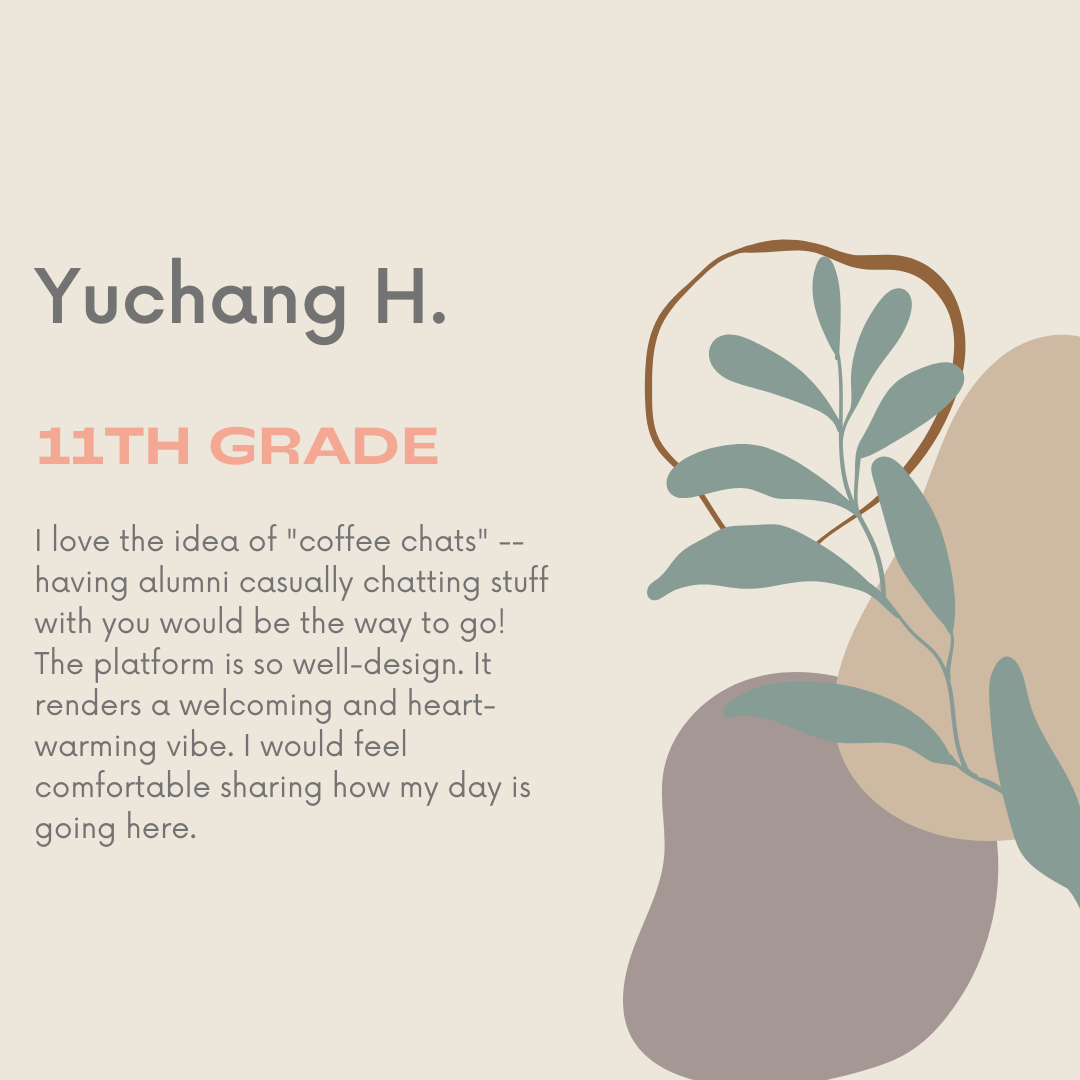 Yuchang H.
11TH GRADE
I love the idea of "coffee chats" --
having alumni casually chatting stuff
with you would be the way to go!
The platform is so well-design. It
renders a welcoming and heart-
warming vibe. I would feel
comfortable sharing how my day is
going here.